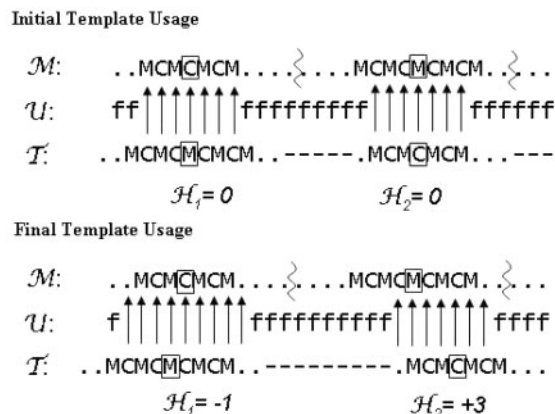 Initial Template Usage
M: ..MCMCMCM........MCMCMCMCM....
U: ff fffffffff ffffff
T: ..MCMCMCMCM..-----.MCMCMCM...---
H1= 0 H2= 0
Final Template Usage
M: ..MCMCMCM........MCMCMCMCM....
U: f ffffffffff ffff
T: ..MCMCMCMCM..----------.MCMCMCM...
H1= -1 H2= +3